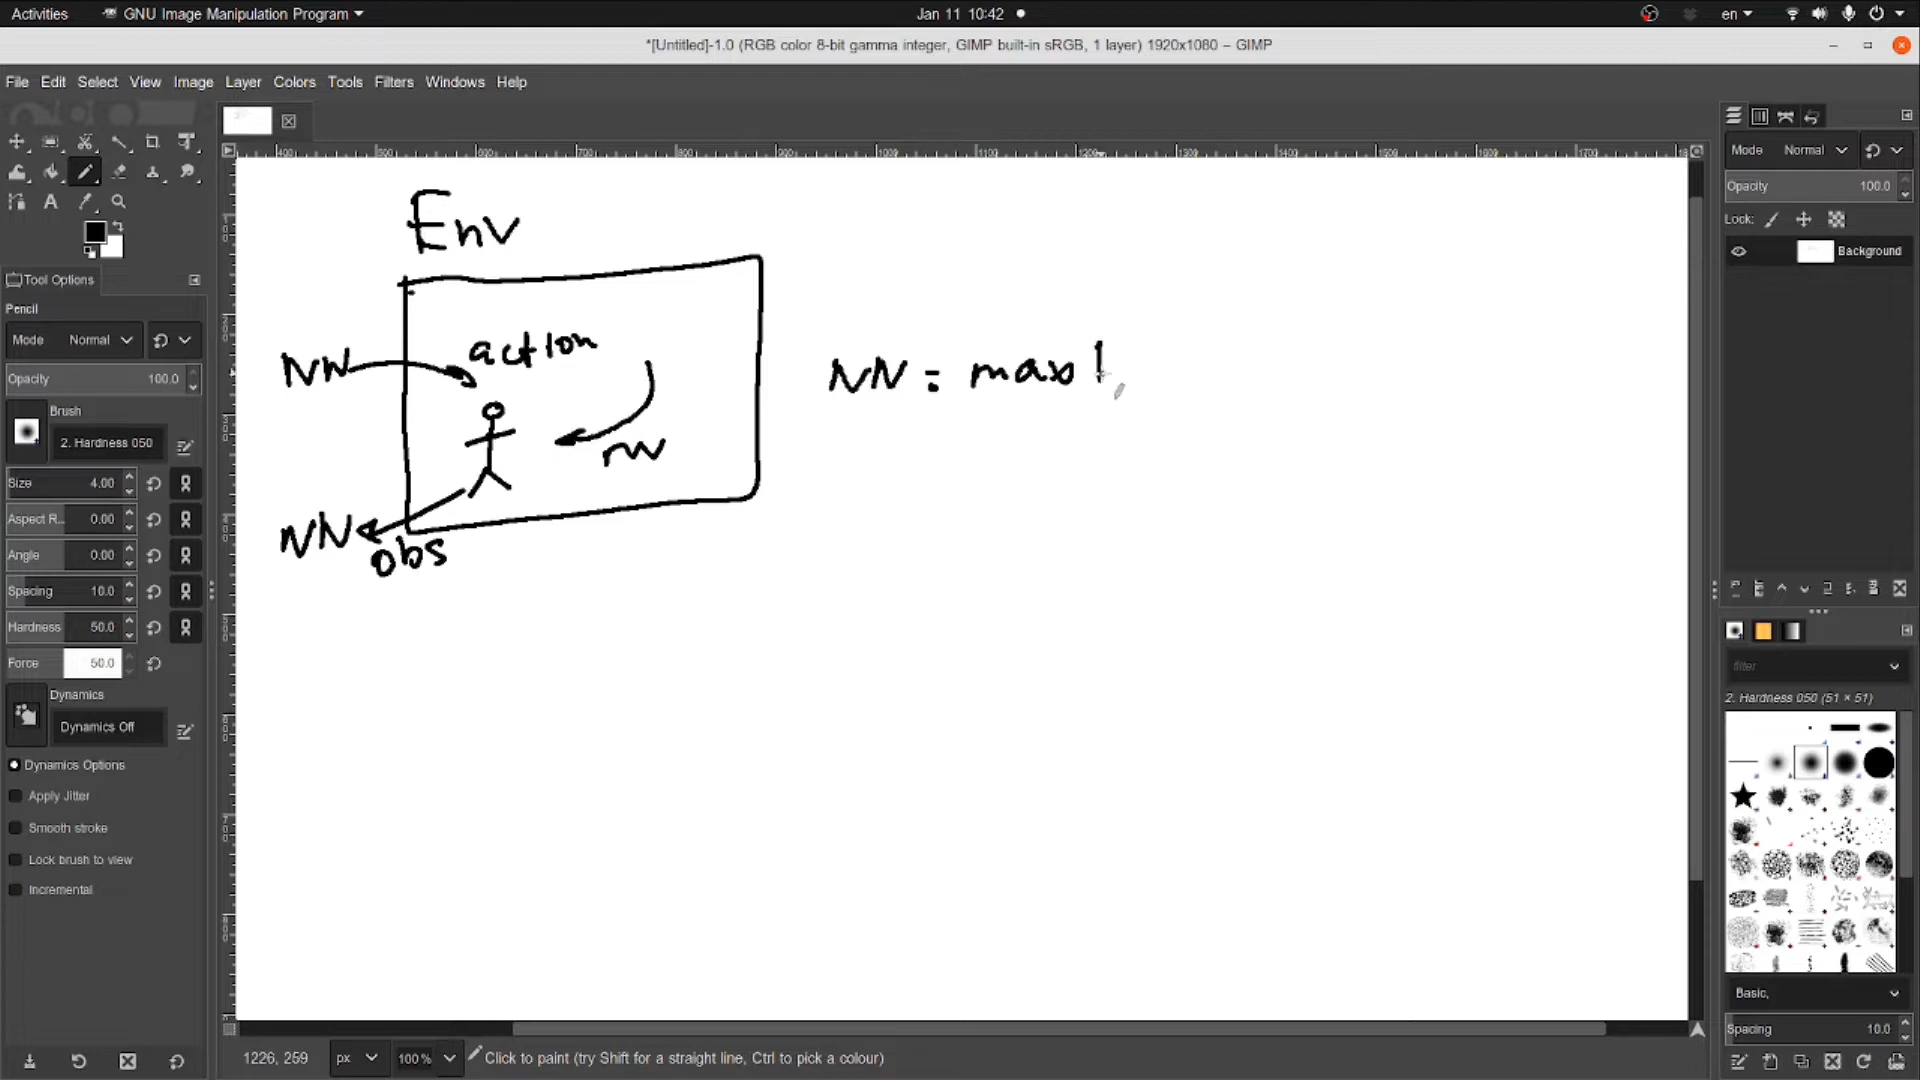 Activities GNU Image Manipulation Program Jan 11 10:42 en
*[Untitled]-1.0 (RGB color 8-bit gamma integer, GIMP built-in sRGB, 1 layer) 1920x1080 – GIMP
File Edit Select View Image Layer Colors Tools Filters Windows Help
Tool Options
Pencil
Mode Normal
Opacity 100.0
Brush
2. Hardness 050
Size 4.00
Aspect R... 0.00
Angle 0.00
Spacing 10.0
Hardness 50.0
Force 50.0
Dynamics
Dynamics Off
Dynamics Options
Apply Jitter
Smooth stroke
Lock brush to view
Incremental
Env
action
NN
NN
obs
NN = max
Mode Normal
Opacity 100.0
Lock:
Background
filter
2. Hardness 050 (51 × 51)
Basic,
Spacing 10.0
1226, 259 px 100% Click to paint (try Shift for a straight line, Ctrl to pick a colour)